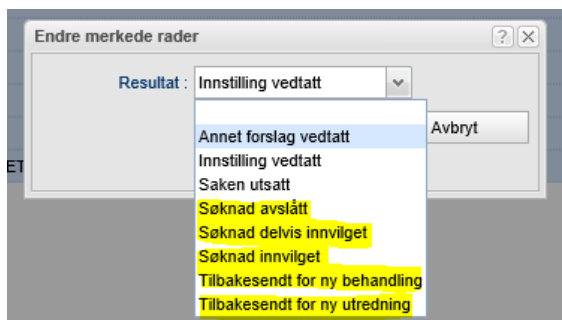 Endre merkede rader
?
X
Resultat : Innstilling vedtatt
Annet forslag vedtatt
Avbryt
Innstilling vedtatt
Saken utsatt
Søknad avslått
Søknad delvis innvilget
Søknad innvilget
Tilbakesendt for ny behandling
Tilbakesendt for ny utredning
ET